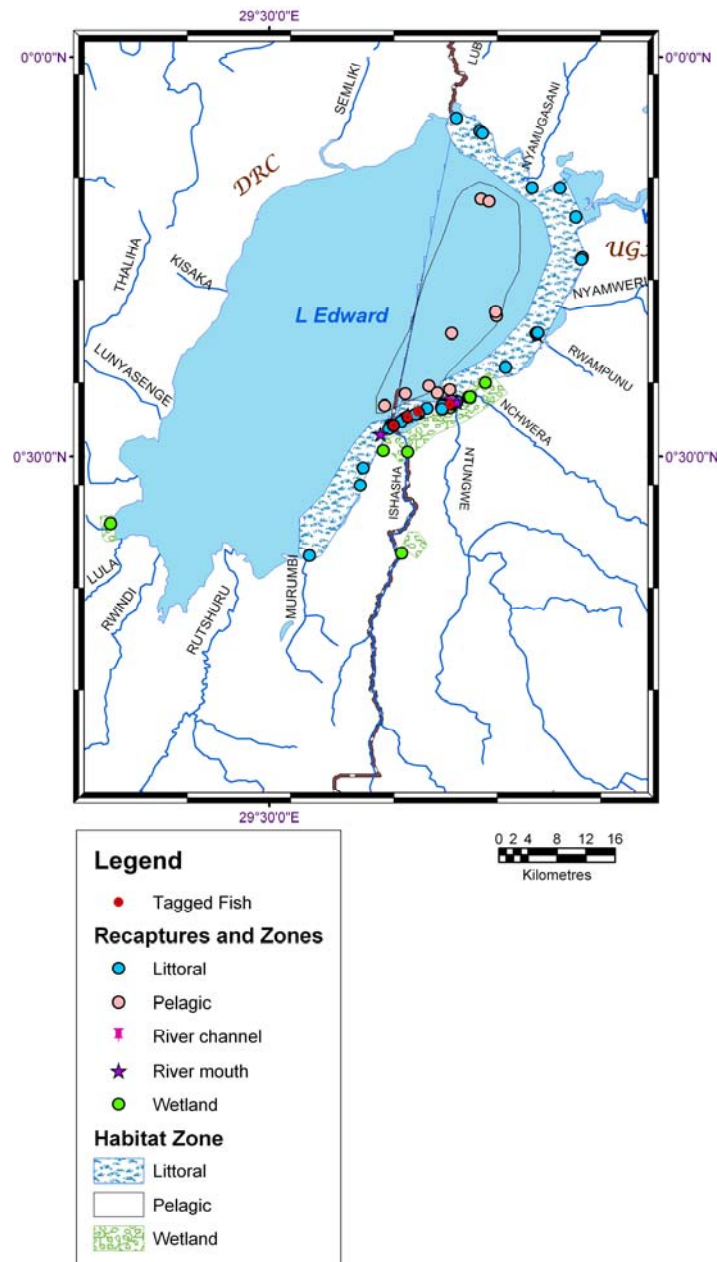 29°30'0"E
0°0'0"N
0°0'0"N
LUB
SEMLIKI
NYAMUGASANI
DRC
UG
THALIHA
KISAKA
NYAMWERI
L Edward
LUNYASENGE
RWAMPUNU
NCHWERA
0°30'0"N
0°30'0"N
NTUNGWE
ISHASHA
LULA
RWINDI
RUTSHURU
MURUMBI
29°30'0"E
0 2 4 8 12 16
Kilometres
Legend
Tagged Fish
Recaptures and Zones
Littoral
Pelagic
River channel
River mouth
Wetland
Habitat Zone
Littoral
Pelagic
Wetland